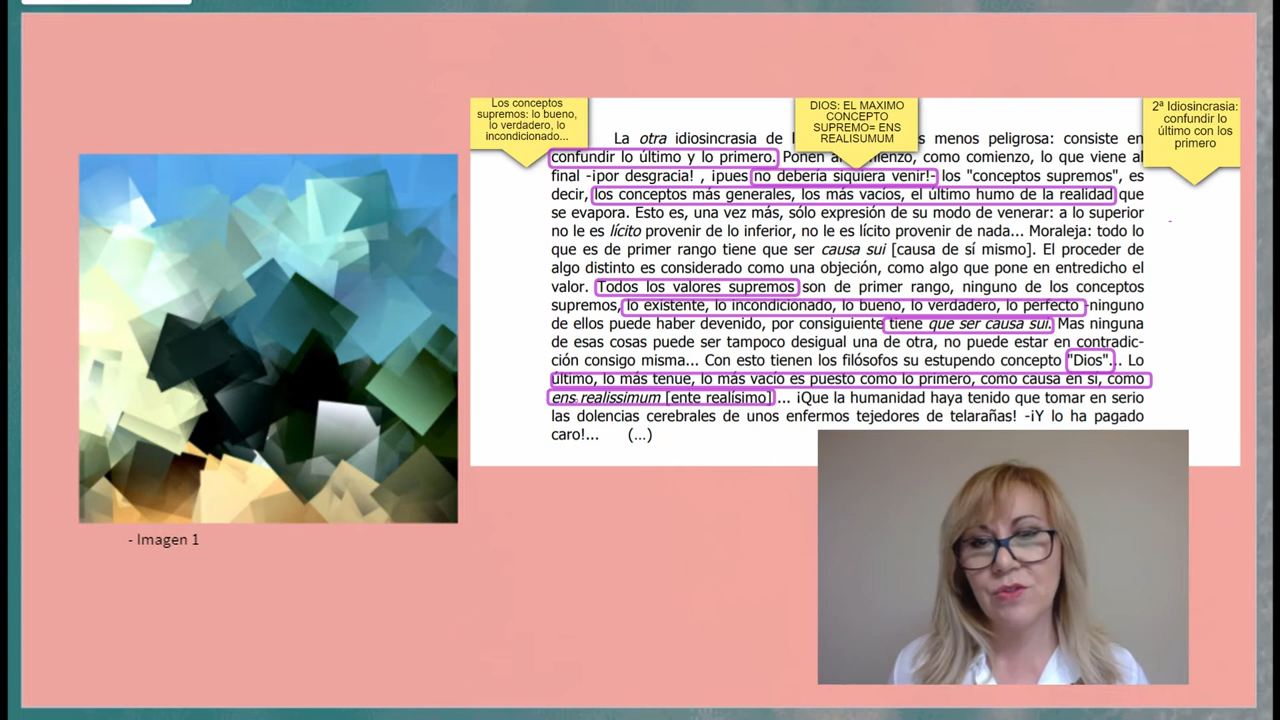 Los conceptos
supremos: lo bueno,
lo verdadero, lo
incondicionado...
DIOS: EL MAXIMO
CONCEPTO
SUPREMO= ENS
REALISUMUM
2ª Idiosincrasia:
confundir lo
último con los
primero
La otra idiosincrasia de s menos peligrosa: consiste en
confundir lo último y lo primero. Ponen al mienzo, como comienzo, lo que viene al
final -¡por desgracia! , ¡pues no debería siquiera venir!- los "conceptos supremos", es
decir, los conceptos más generales, los más vacíos, el último humo de la realidad que
se evapora. Esto es, una vez más, sólo expresión de su modo de venerar: a lo superior
no le es lícito provenir de lo inferior, no le es lícito provenir de nada... Moraleja: todo lo
que es de primer rango tiene que ser causa sui [causa de sí mismo]. El proceder de
algo distinto es considerado como una objeción, como algo que pone en entredicho el
valor. Todos los valores supremos son de primer rango, ninguno de los conceptos
supremos, lo existente, lo incondicionado, lo bueno, lo verdadero, lo perfecto -ninguno
de ellos puede haber devenido, por consiguiente tiene que ser causa sui. Mas ninguna
de esas cosas puede ser tampoco desigual una de otra, no puede estar en contradic-
ción consigo misma... Con esto tienen los filósofos su estupendo concepto "Dios"... Lo
último, lo más tenue, lo más vacío es puesto como lo primero, como causa en sí, como
ens realissimum [ente realísimo]... ¡Que la humanidad haya tenido que tomar en serio
las dolencias cerebrales de unos enfermos tejedores de telarañas! -¡Y lo ha pagado
caro!... (...)
- Imagen 1